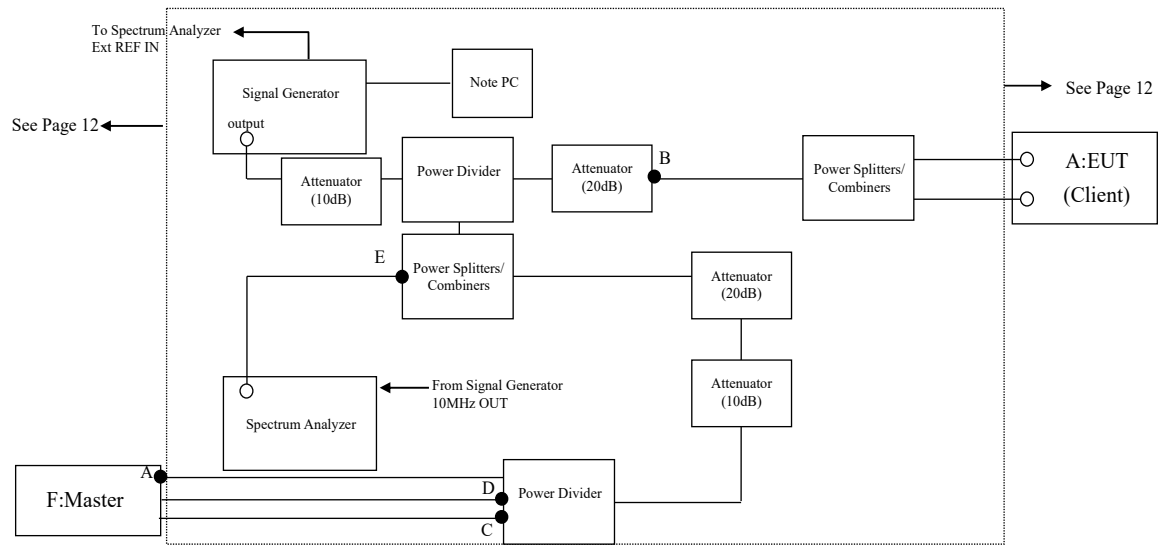 To Spectrum Analyzer
Ext REF IN
Signal Generator
output
Note PC
See Page 12
See Page 12
Attenuator
(10dB)
Power Divider
Attenuator
(20dB)
B
Power Splitters/
Combiners
A:EUT
(Client)
E
Power Splitters/
Combiners
Attenuator
(20dB)
Attenuator
(10dB)
From Signal Generator
10MHz OUT
Spectrum Analyzer
F:Master
A
D
C
Power Divider